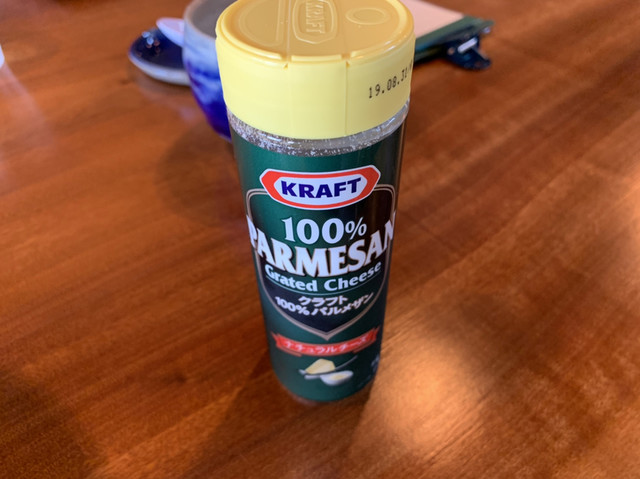 KRAFT
19.08.31
KRAFT
100%
PARMESAN
Grated Cheese
クラフト
100% パルメザン
ナチュラルチーズ